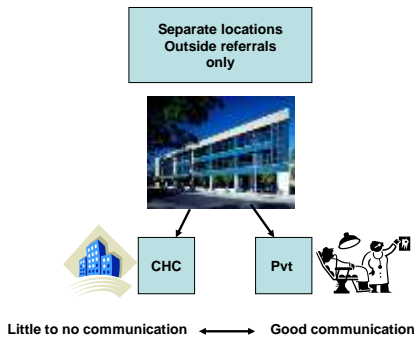 Separate locations
Outside referrals
only
CHC
Pvt
Little to no communication
Good communication